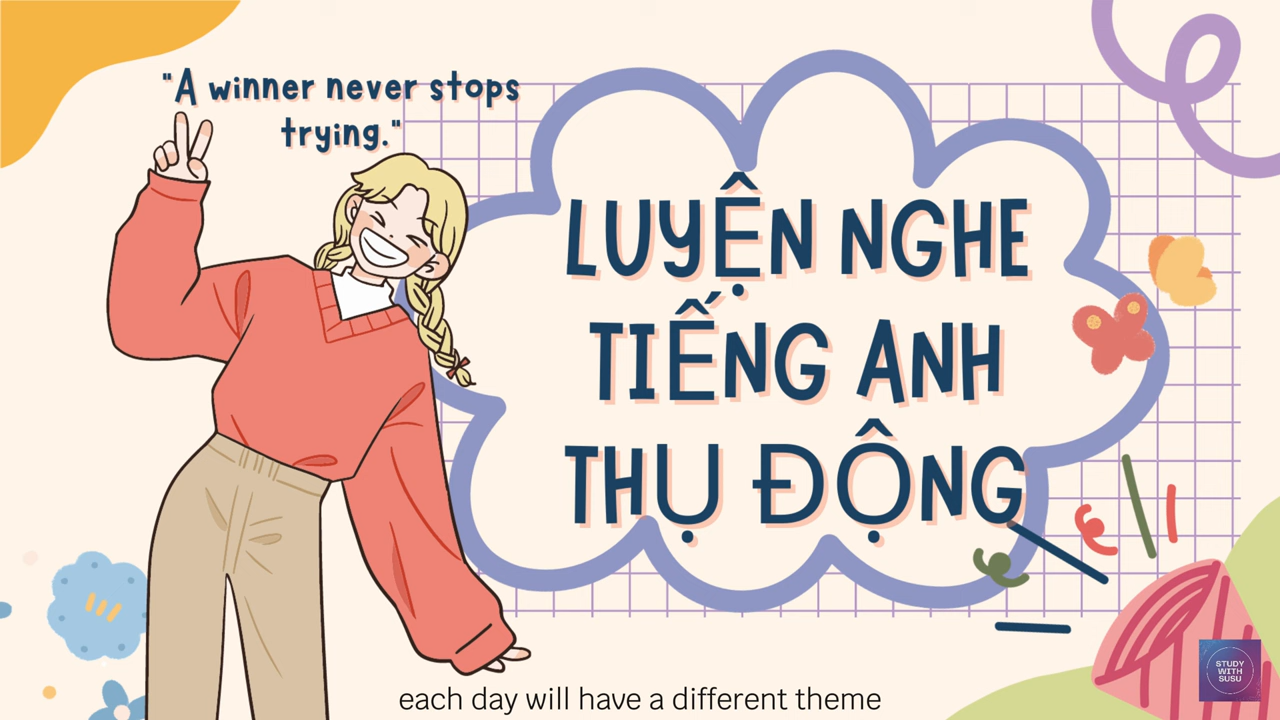 "A winner never stops
trying."
LUYỆN NGHE
TIẾNG ANH
THỤ ĐỘNG
each day will have a different theme
STUDY
WITH
SUSU